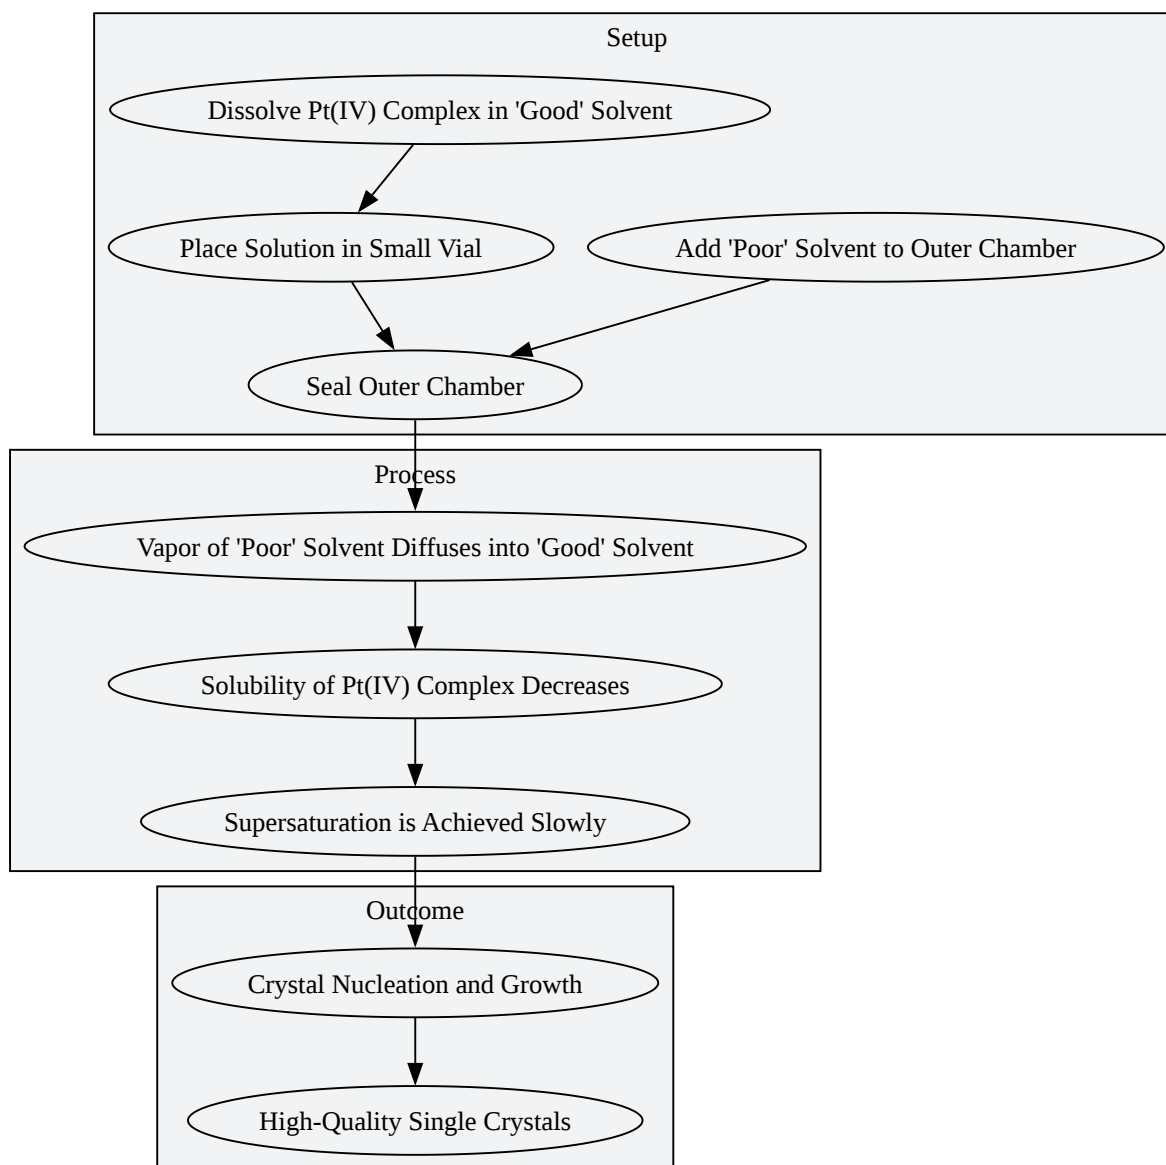 Setup
Dissolve Pt(IV) Complex in 'Good' Solvent
Place Solution in Small Vial
Add 'Poor' Solvent to Outer Chamber
Seal Outer Chamber
Process
Vapor of 'Poor' Solvent Diffuses into 'Good' Solvent
Solubility of Pt(IV) Complex Decreases
Supersaturation is Achieved Slowly
Outcome
Crystal Nucleation and Growth
High-Quality Single Crystals